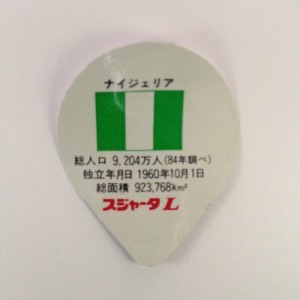 ナイジェリア
総人口 9,204万人(84年調べ)
独立年月日 1960年10月1日
総面積 923,768km²
スジャータ L